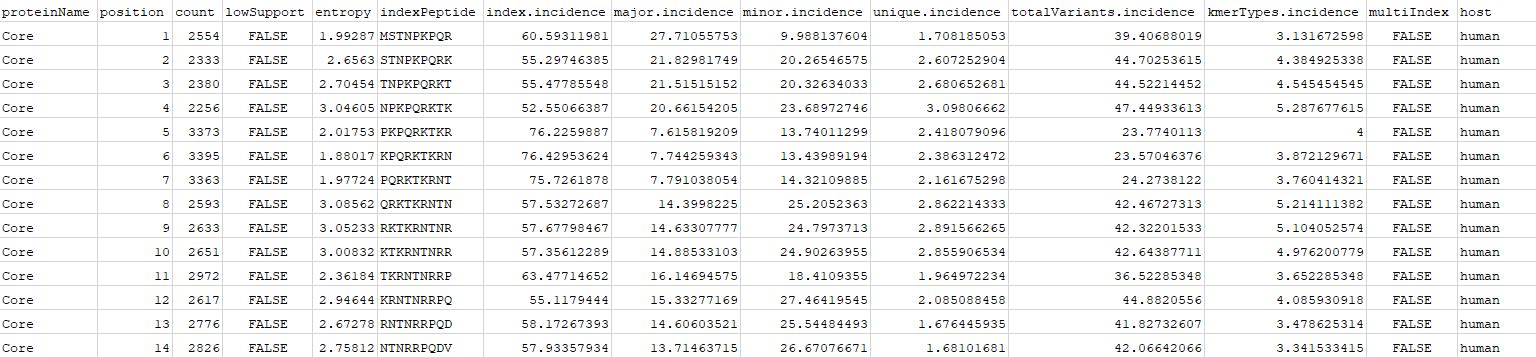 proteinName position count lowSupport entropy indexPeptide index.incidence major.incidence minor.incidence unique.incidence totalVariants.incidence kmerTypes.incidence multiIndex host
Core 1 2554 FALSE 1.99287 MSTNPKPQR 60.59311981 27.71055753 9.988137604 1.708185053 39.40688019 3.131672598 FALSE human
Core 2 2333 FALSE 2.6563 STNPKPQRK 55.29746385 21.82981749 20.26546575 2.607252904 44.70253615 4.384925338 FALSE human
Core 3 2380 FALSE 2.70454 TNPKPQRKT 55.47785548 21.51515152 20.32634033 2.680652681 44.52214452 4.545454545 FALSE human
Core 4 2256 FALSE 3.04605 NPKPQRKTK 52.55066387 20.66154205 23.68972746 3.09806662 47.44933613 5.287677615 FALSE human
Core 5 3373 FALSE 2.01753 PKPQRKTKR 76.2259887 7.615819209 13.74011299 2.418079096 23.7740113 4 FALSE human
Core 6 3395 FALSE 1.88017 KPQRKTKRN 76.42953624 7.744259343 13.43989194 2.386312472 23.57046376 3.872129671 FALSE human
Core 7 3363 FALSE 1.97724 PQRKTKRNT 75.7261878 7.791038054 14.32109885 2.161675298 24.2738122 3.760414321 FALSE human
Core 8 2593 FALSE 3.08562 QRKTKRNTN 57.53272687 14.3998225 25.2052363 2.862214333 42.46727313 5.214111382 FALSE human
Core 9 2633 FALSE 3.05233 RKTKRNTNR 57.67798467 14.63307777 24.7973713 2.891566265 42.32201533 5.104052574 FALSE human
Core 10 2651 FALSE 3.00832 KTKRNTNRR 57.35612289 14.88533103 24.90263955 2.855906534 42.64387711 4.976200779 FALSE human
Core 11 2972 FALSE 2.36184 TKRNTNRRP 63.47714652 16.14694575 18.4109355 1.964972234 36.52285348 3.652285348 FALSE human
Core 12 2617 FALSE 2.94644 KRNTNRRPQ 55.1179444 15.33277169 27.46419545 2.085088458 44.8820556 4.085930918 FALSE human
Core 13 2776 FALSE 2.67278 RNTNRRPQD 58.17267393 14.60603521 25.54484493 1.676445935 41.82732607 3.478625314 FALSE human
Core 14 2826 FALSE 2.75812 NTNRRPQDV 57.93357934 13.71463715 26.67076671 1.68101681 42.06642066 3.341533415 FALSE human